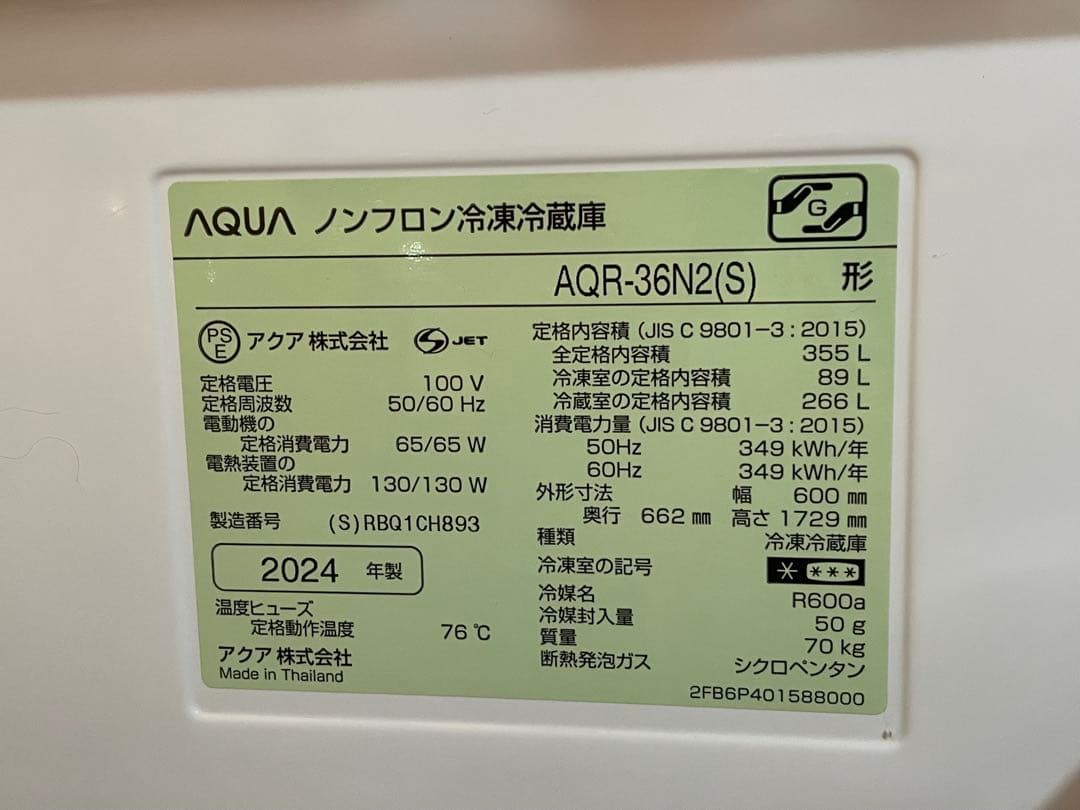 AQUA ノンフロン冷凍冷蔵庫
G
AQR-36N2(S) 形
PS E アクア 株式会社 S JET
定格電圧 100 V
定格周波数 50/60 Hz
電動機の
定格消費電力 65/65 W
電熱装置の
定格消費電力 130/130 W
製造番号 (S)RBQ1CH893
2024 年製
温度ヒューズ
定格動作温度 76 ℃
アクア 株式会社
Made in Thailand
定格内容積 (JIS C 9801-3 : 2015)
全定格内容積 355 L
冷凍室の定格内容積 89 L
冷蔵室の定格内容積 266 L
消費電力量 (JIS C 9801-3 : 2015)
50Hz 349 kWh/年
60Hz 349 kWh/年
外形寸法 幅 600 ㎜
奥行 662 ㎜ 高さ 1729 ㎜
種類 冷凍冷蔵庫
冷凍室の記号 * ***
冷媒名 R600a
冷媒封入量 50 g
質量 70 kg
断熱発泡ガス シクロペンタン
2FB6P401588000